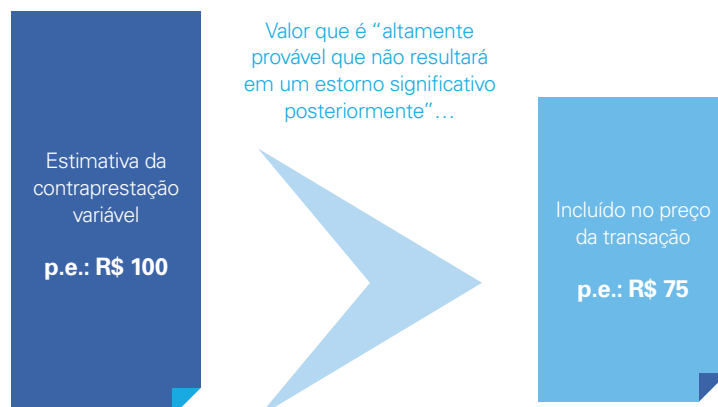 Valor que é “altamente
provável que não resultará
em um estorno significativo
posteriormente”…
Estimativa da
contraprestação
variável
p.e.: R$ 100
Incluído no preço
da transação
p.e.: R$ 75